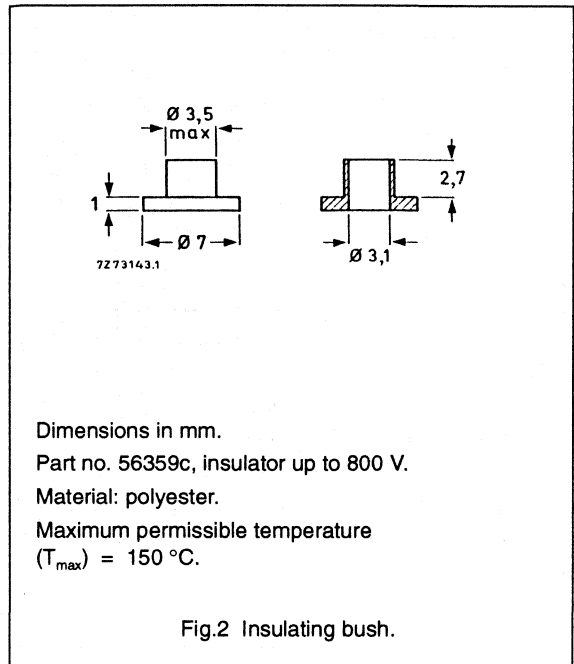 Ø 3,5
max
1
Ø 7
7Z73143.1
2,7
Ø 3,1
Dimensions in mm.
Part no. 56359c, insulator up to 800 V.
Material: polyester.
Maximum permissible temperature
(Tmax) = 150 °C.
Fig.2 Insulating bush.